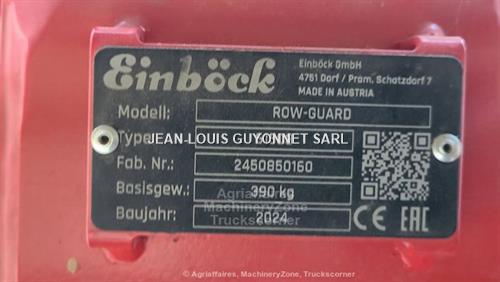 Einböck
Einböck GmbH
4751 Dorf / Pram, Schatzdorf 7
MADE IN AUSTRIA
Modell: ROW-GUARD
Type:
JEAN-LOUIS GUYONNET SARL
Fab. Nr.: 2450850160
Basisgew.: 390 kg
Agriaffaires
MachineryZone
Baujahr: 2024
Truckscorner
CE EAC
© Agriaffaires, MachineryZone, Truckscorner